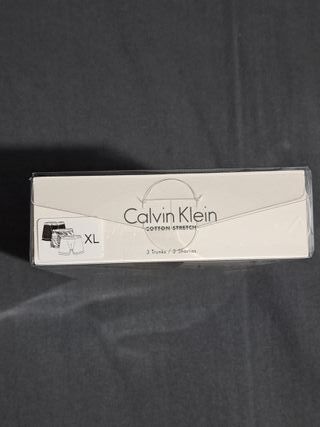 Calvin Klein
COTTON STRETCH
XL
3 Trunks / 3 Shorties